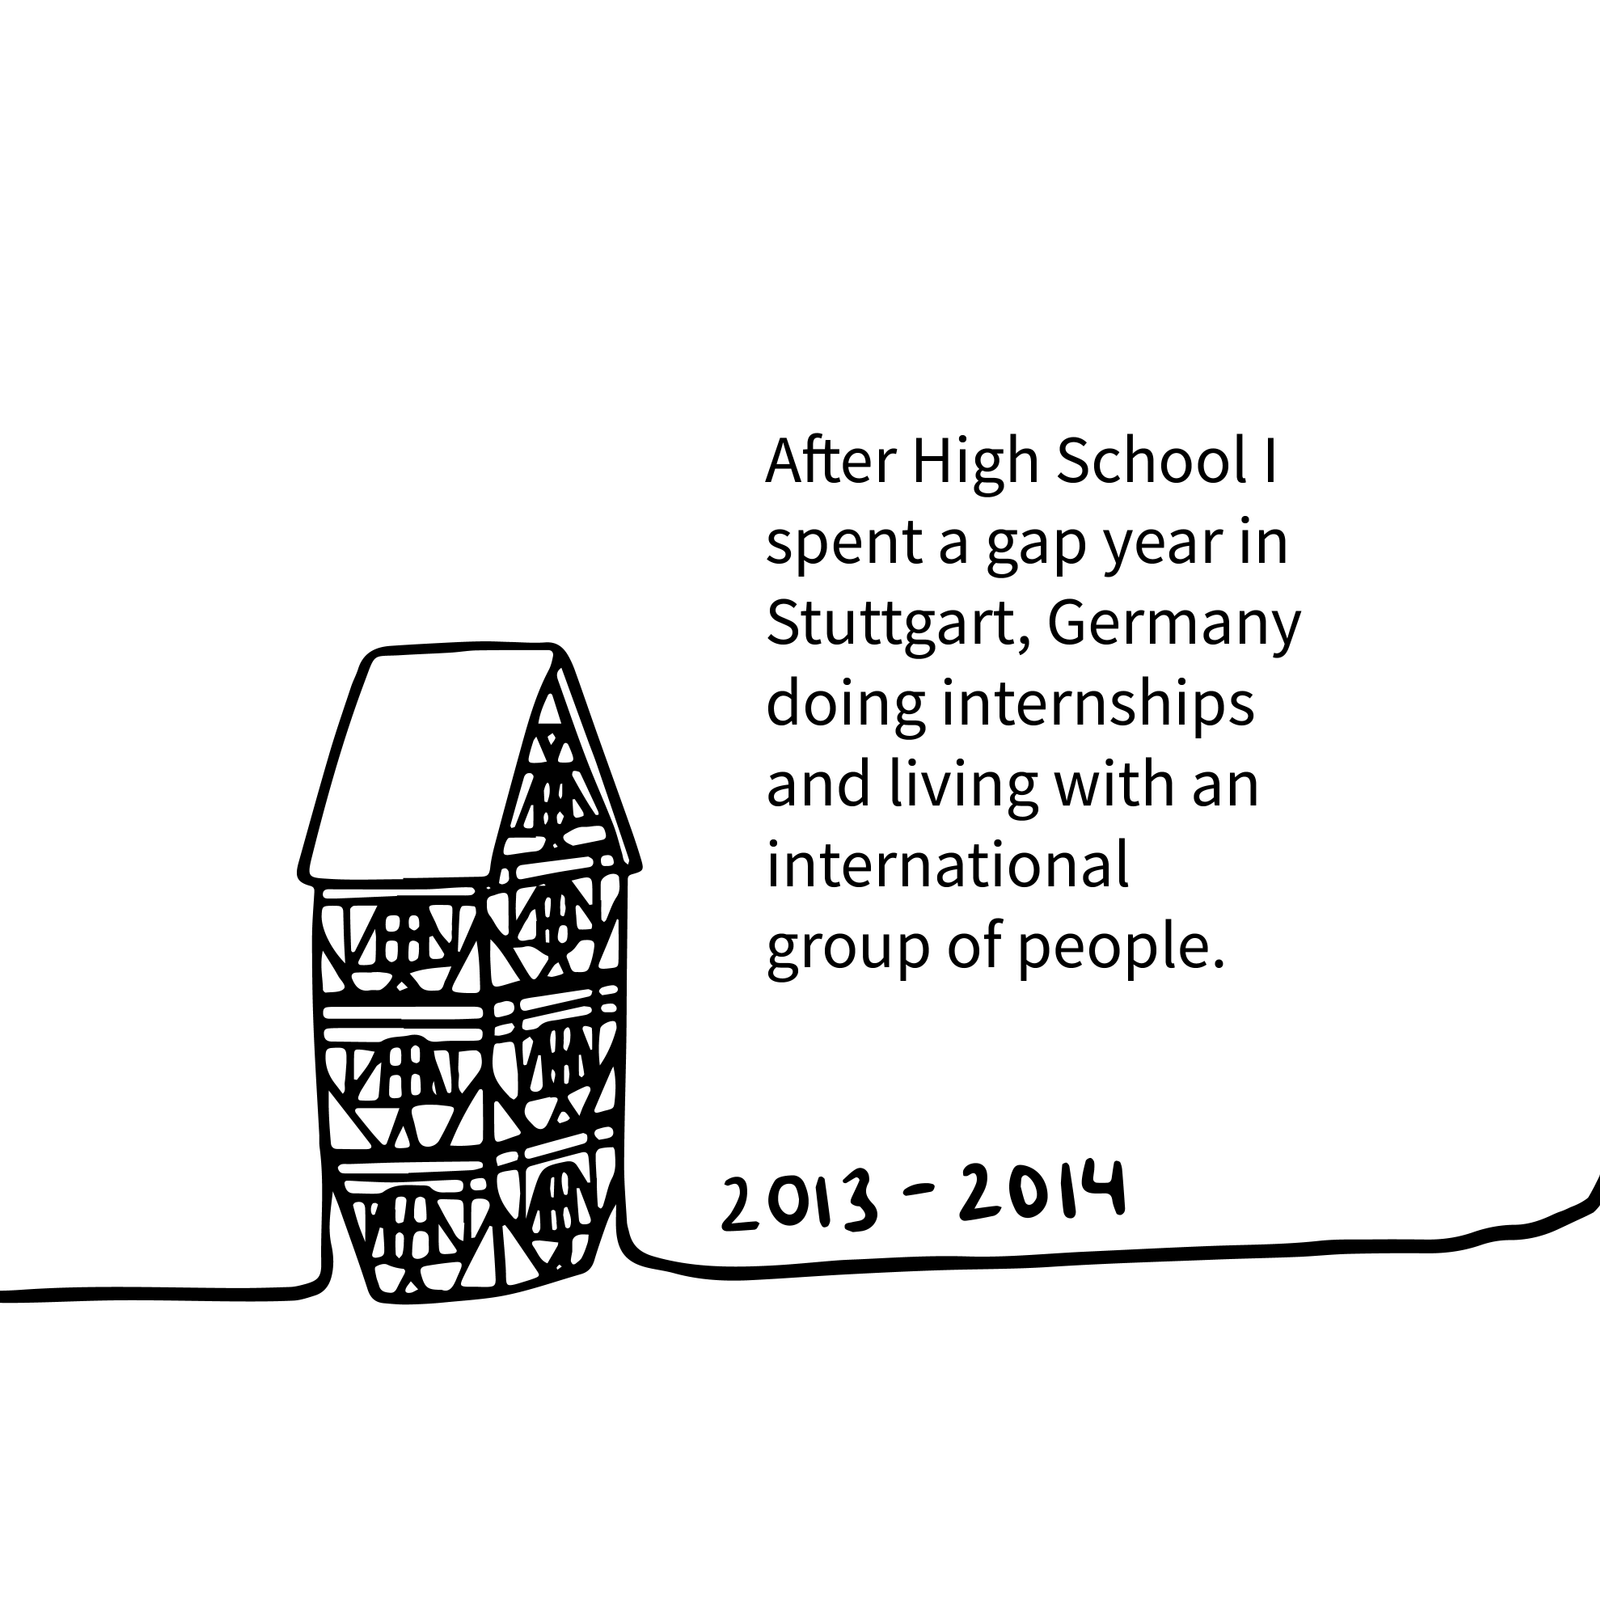 After High School I
spent a gap year in
Stuttgart, Germany
doing internships
and living with an
international
group of people.
2013 - 2014